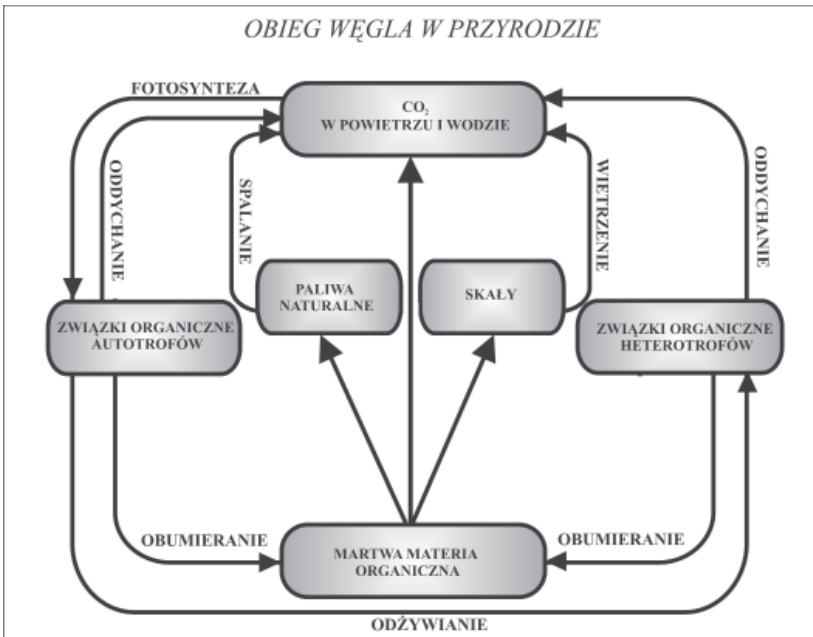 OBIEG WĘGLA W PRZYRODZIE
FOTOSYNTEZA
CO₂
W POWIETRZU I WODZIE
ODDYCHANIE
SPALANIE
WIETRZENIE
ODDYCHANIE
PALIWA
NATURALNE
SKAŁY
ZWIĄZKI ORGANICZNE
AUTOTROFÓW
ZWIĄZKI ORGANICZNE
HETEROTROFÓW
OBUMIERANIE
MARTWA MATERIA
ORGANICZNA
OBUMIERANIE
ODŻYWIANIE